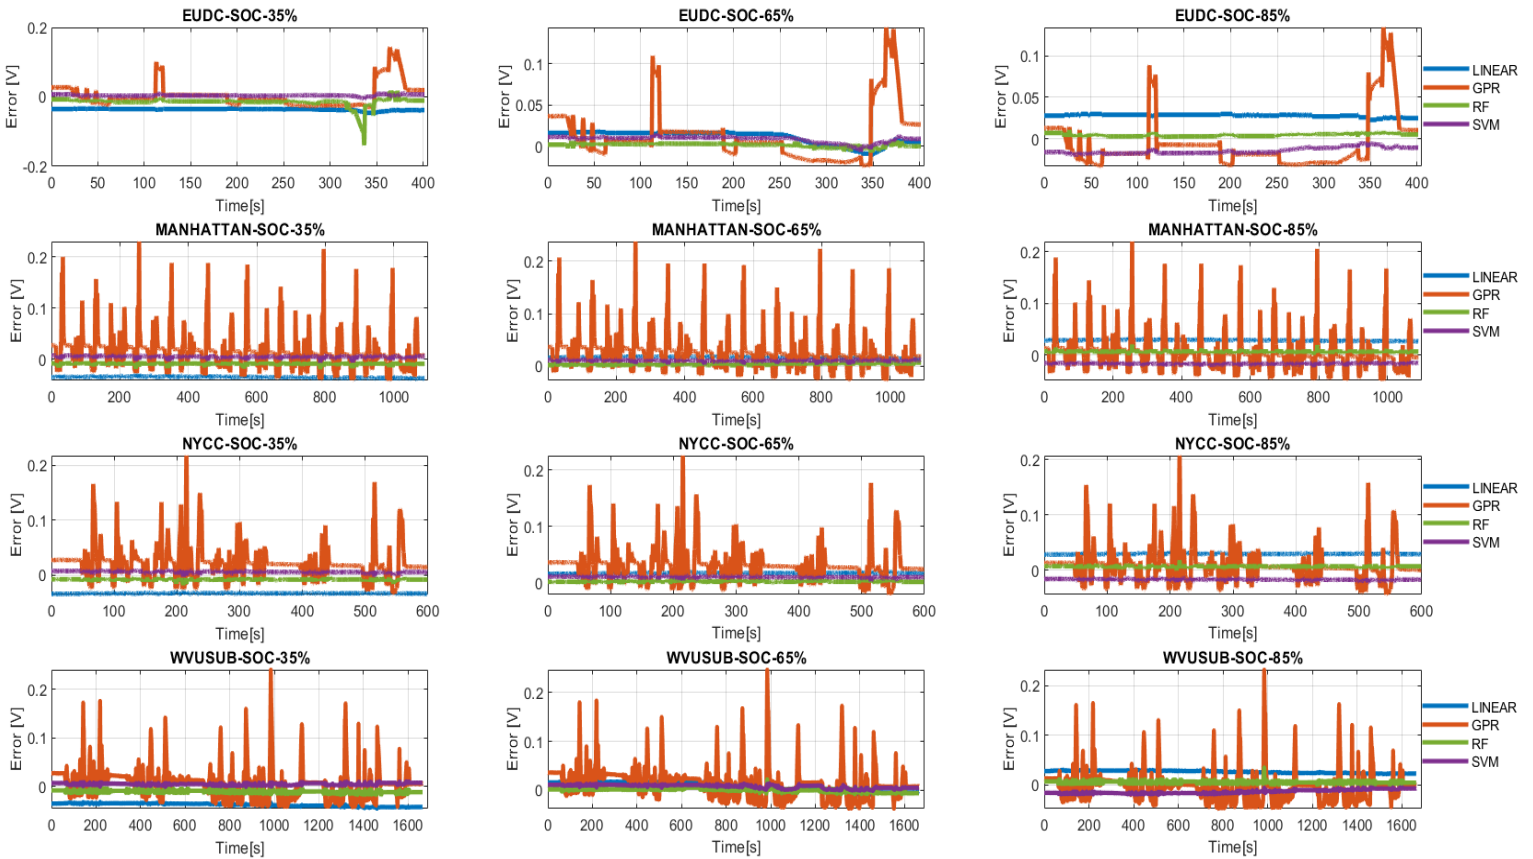 EUDC-SOC-35%
EUDC-SOC-65%
EUDC-SOC-85%
0.2
0
-0.2
Error [V]
0 50 100 150 200 250 300 350 400
Time[s]
0.1
0.05
0
Error [V]
0 50 100 150 200 250 300 350 400
Time[s]
0.1
0.05
0
Error [V]
0 50 100 150 200 250 300 350 400
Time[s]
LINEAR
GPR
RF
SVM
MANHATTAN-SOC-35%
MANHATTAN-SOC-65%
MANHATTAN-SOC-85%
0.2
0.1
0
Error [V]
0 200 400 600 800 1000
Time[s]
0.2
0.1
0
Error [V]
0 200 400 600 800 1000
Time[s]
0.2
0.1
0
Error [V]
0 200 400 600 800 1000
Time[s]
LINEAR
GPR
RF
SVM
NYCC-SOC-35%
NYCC-SOC-65%
NYCC-SOC-85%
0.2
0.1
0
Error [V]
0 100 200 300 400 500 600
Time[s]
0.2
0.1
0
Error [V]
0 100 200 300 400 500 600
Time[s]
0.2
0.1
0
Error [V]
0 100 200 300 400 500 600
Time[s]
LINEAR
GPR
RF
SVM
WVUSUB-SOC-35%
WVUSUB-SOC-65%
WVUSUB-SOC-85%
0.2
0.1
0
Error [V]
0 200 400 600 800 1000 1200 1400 1600
Time[s]
0.2
0.1
0
Error [V]
0 200 400 600 800 1000 1200 1400 1600
Time[s]
0.2
0.1
0
Error [V]
0 200 400 600 800 1000 1200 1400 1600
Time[s]
LINEAR
GPR
RF
SVM